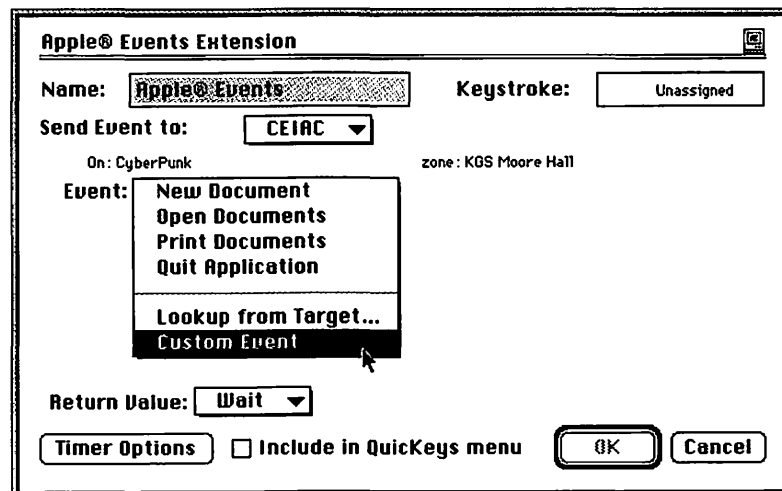 Apple® Events Extension
Name: Apple® Events Keystroke: Unassigned
Send Event to: CEIAC
On: CyberPunk zone: KGS Moore Hall
Event: New Document
Open Documents
Print Documents
Quit Application
Lookup from Target...
Custom Event
Return Value: Wait
Timer Options Include in QuicKeys menu OK Cancel